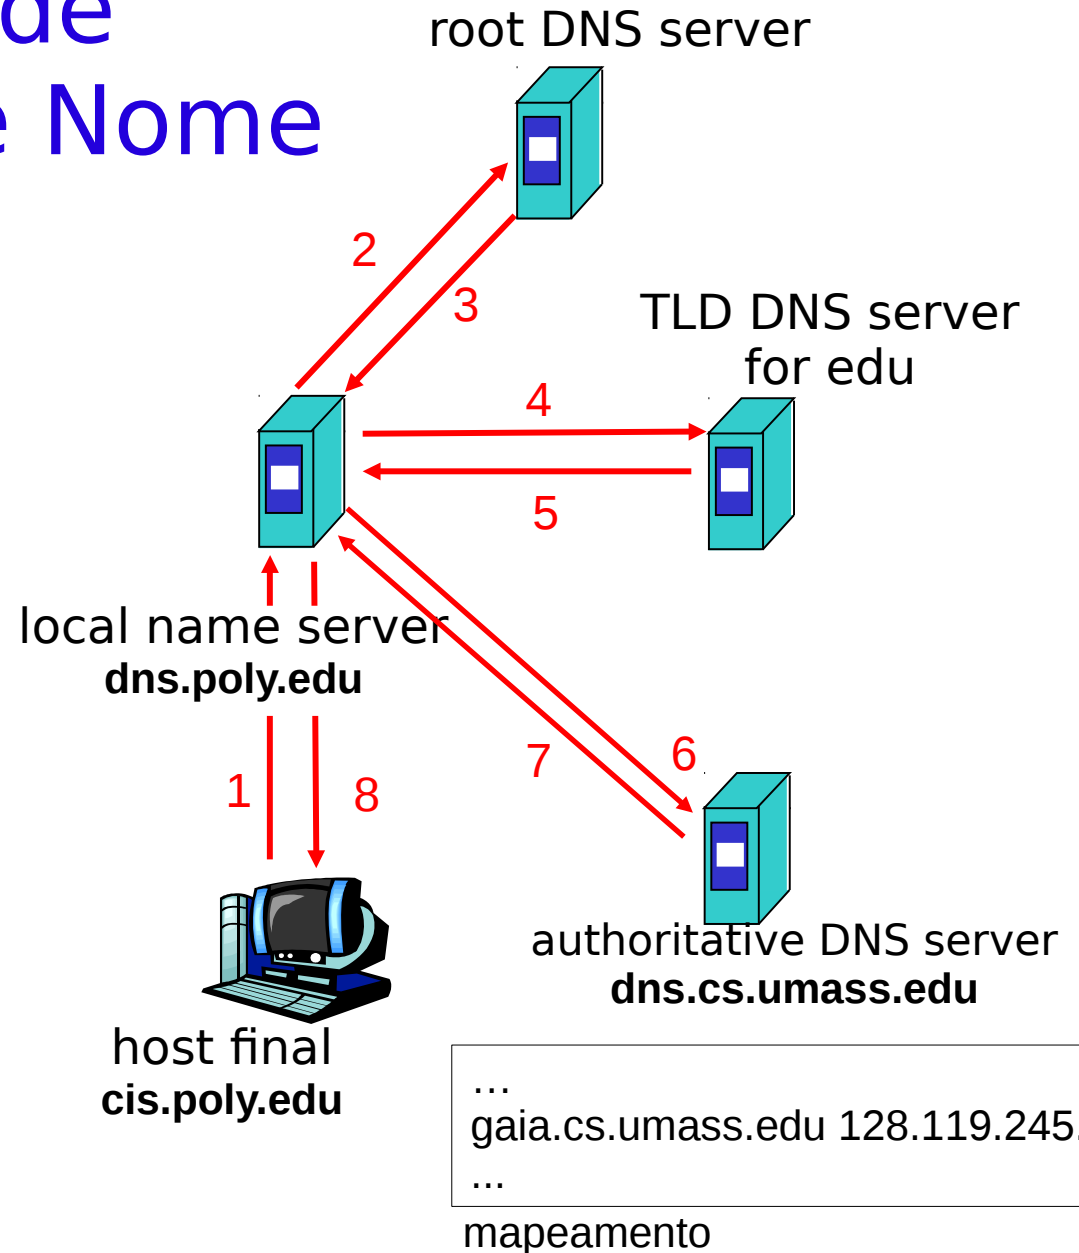 de
e Nome
root DNS server
2
3
TLD DNS server
for edu
4
5
local name server
dns.poly.edu
1
8
7
6
authoritative DNS server
dns.cs.umass.edu
host final
cis.poly.edu
…
gaia.cs.umass.edu 128.119.245.
...
mapeamento